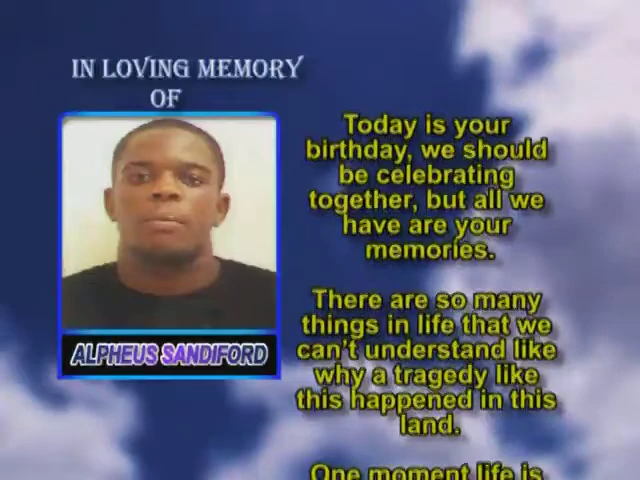 IN LOVING MEMORY
OF
ALPHEUS SANDIFORD
Today is your
birthday, we should
be celebrating
together, but all we
have are your
memories.
There are so many
things in life that we
can't understand like
why a tragedy like
this happened in this
land.
One moment life is